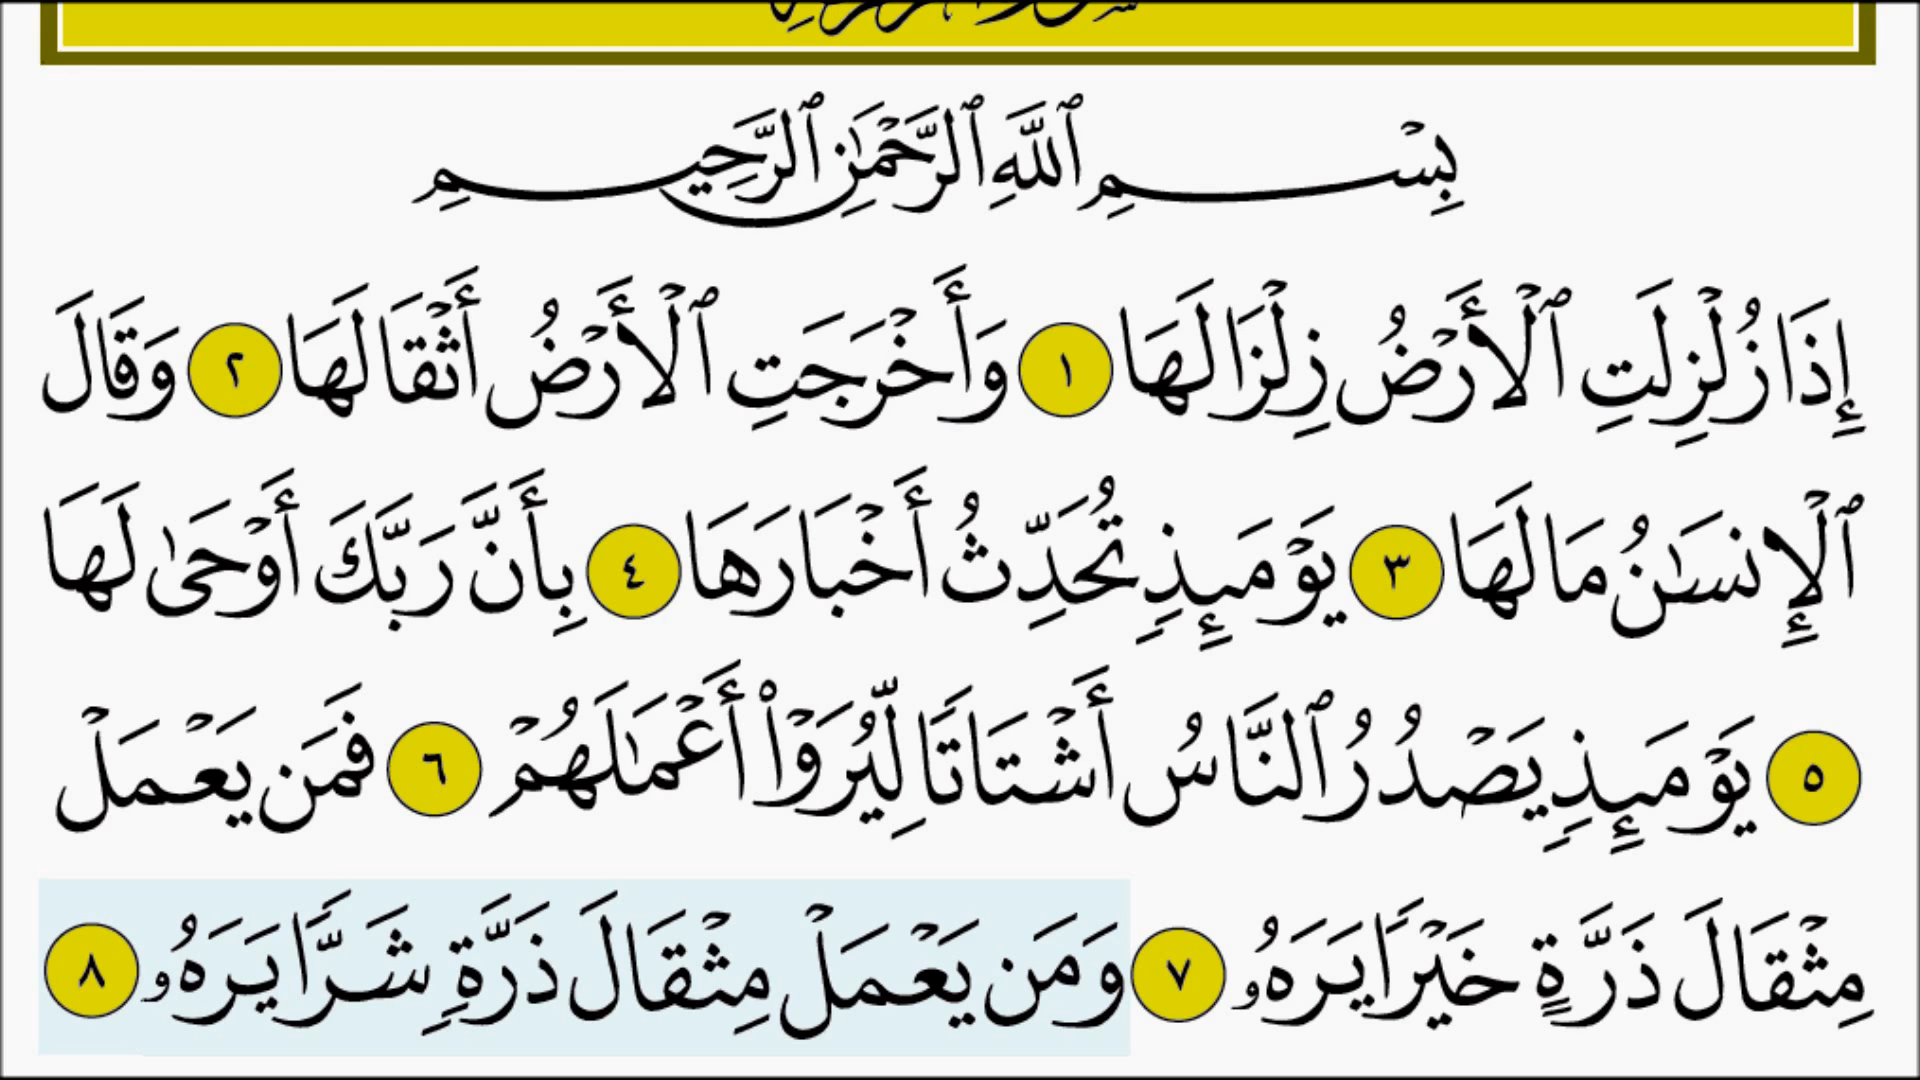 بِسۡمِ ٱللَّهِ ٱلرَّحۡمَٰنِ ٱلرَّحِيمِ
إِذَا زُلۡزِلَتِ ٱلۡأَرۡضُ زِلۡزَالَهَا ١ وَأَخۡرَجَتِ ٱلۡأَرۡضُ أَثۡقَالَهَا ٢ وَقَالَ
ٱلۡإِنسَٰنُ مَا لَهَا ٣ يَوۡمَئِذٖ تُحَدِّثُ أَخۡبَارَهَا ٤ بِأَنَّ رَبَّكَ أَوۡحَىٰ لَهَا
٥ يَوۡمَئِذٖ يَصۡدُرُ ٱلنَّاسُ أَشۡتَاتٗا لِّيُرَوۡاْ أَعۡمَٰلَهُمۡ ٦ فَمَن يَعۡمَلۡ
مِثۡقَالَ ذَرَّةٍ خَيۡرٗا يَرَهُۥ ٧ وَمَن يَعۡمَلۡ مِثۡقَالَ ذَرَّةٖ شَرّٗا يَرَهُۥ ٨